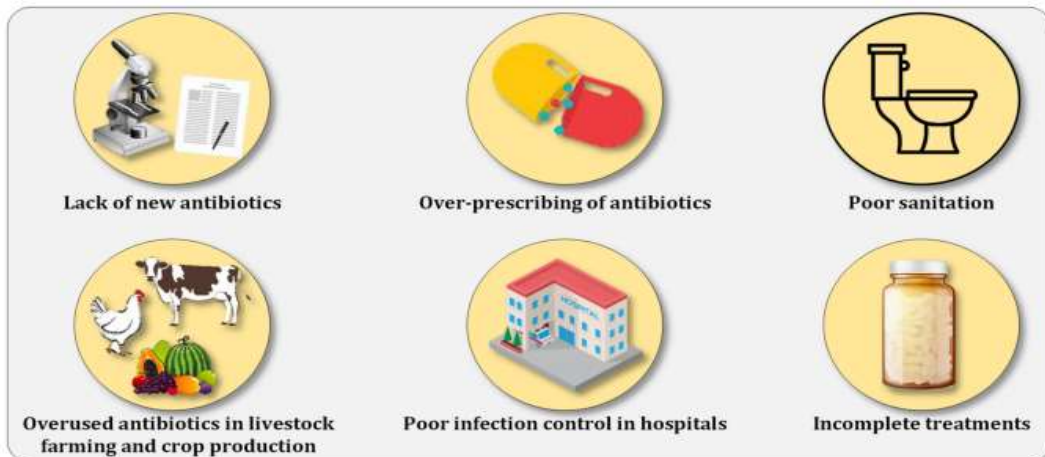 Lack of new antibiotics
Over-prescribing of antibiotics
Poor sanitation
HOSPITAL
Overused antibiotics in livestock
farming and crop production
Poor infection control in hospitals
Incomplete treatments